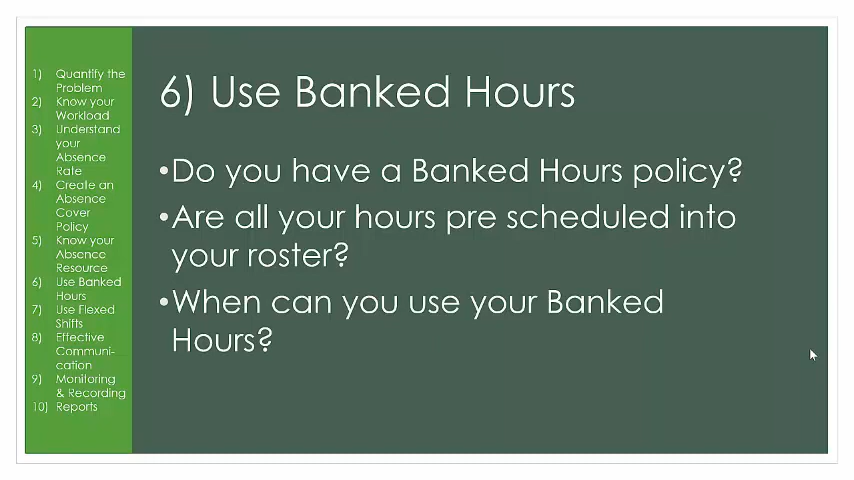 1) Quantify the
Problem
2) Know your
Workload
3) Understand
your
Absence
Rate
4) Create an
Absence
Cover
Policy
5) Know your
Absence
Resource
6) Use Banked
Hours
7) Use Flexed
Shifts
8) Effective
Communi-
cation
9) Monitoring
& Recording
10) Reports
6) Use Banked Hours
•Do you have a Banked Hours policy?
•Are all your hours pre scheduled into
your roster?
•When can you use your Banked
Hours?